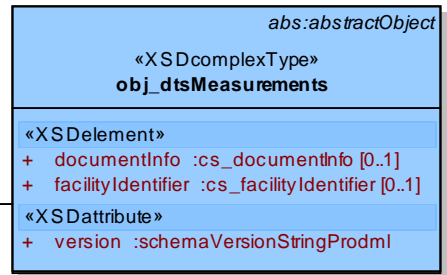 abs:abstractObject
«XSDcomplexType»
obj_dtsMeasurements
«XSDelement»
+ documentInfo :cs_documentInfo [0..1]
+ facilityIdentifier :cs_facilityIdentifier [0..1]
«XSDattribute»
+ version :schemaVersionStringProdml